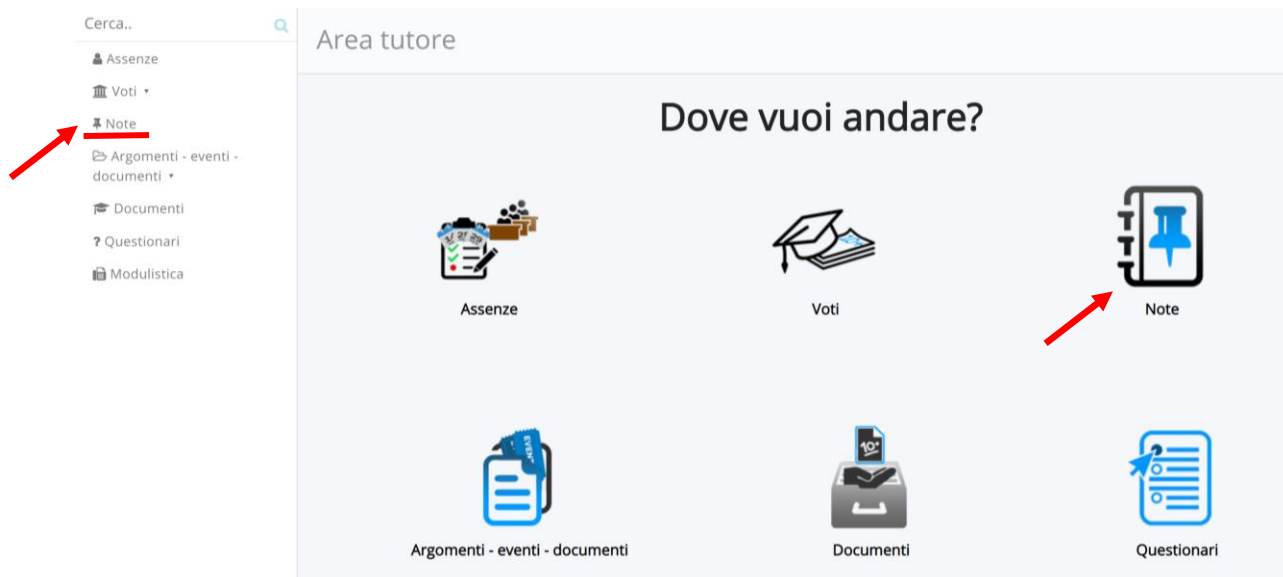 Cerca..
Assenze
Voti
Note
Argomenti - eventi -
documenti
Documenti
? Questionari
Modulistica
Area tutore
Dove vuoi andare?
Assenze
Voti
Note
Argomenti - eventi - documenti
Documenti
Questionari